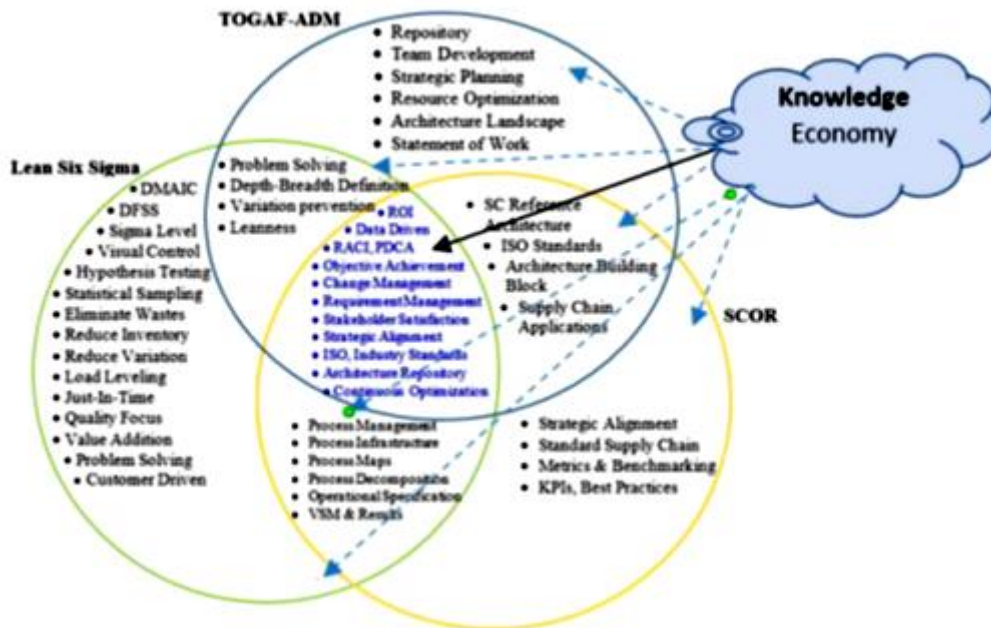 TOGAF-ADM
• Repository
• Team Development
• Strategic Planning
• Resource Optimization
• Architecture Landscape
• Statement of Work
Knowledge
Economy
Lean Six Sigma
• DMAIC
• DFSS
• Sigma Level
• Visual Control
• Hypothesis Testing
• Statistical Sampling
• Eliminate Wastes
• Reduce Inventory
• Reduce Variation
• Load Leveling
• Just-In-Time
• Quality Focus
• Value Addition
• Problem Solving
• Customer Driven
• Problem Solving
• Depth-Breadth Definition
• Variation prevention
• Leanness
• ROI
• Data Driven
• RACI, PDCA
• Objective Achievement
• Change Management
• Requirement Management
• Stakeholder Satisfaction
• Strategic Alignment
• ISO, Industry Standards
• Architecture Repository
• Continuous Optimization
• SC Reference
Architecture
• ISO Standards
• Architecture Building
Block
• Supply Chain
Applications
SCOR
• Process Management
• Process Infrastructure
• Process Maps
• Process Decomposition
• Operational Specification
• VSM & Results
• Strategic Alignment
• Standard Supply Chain
• Metrics & Benchmarking
• KPIs, Best Practices